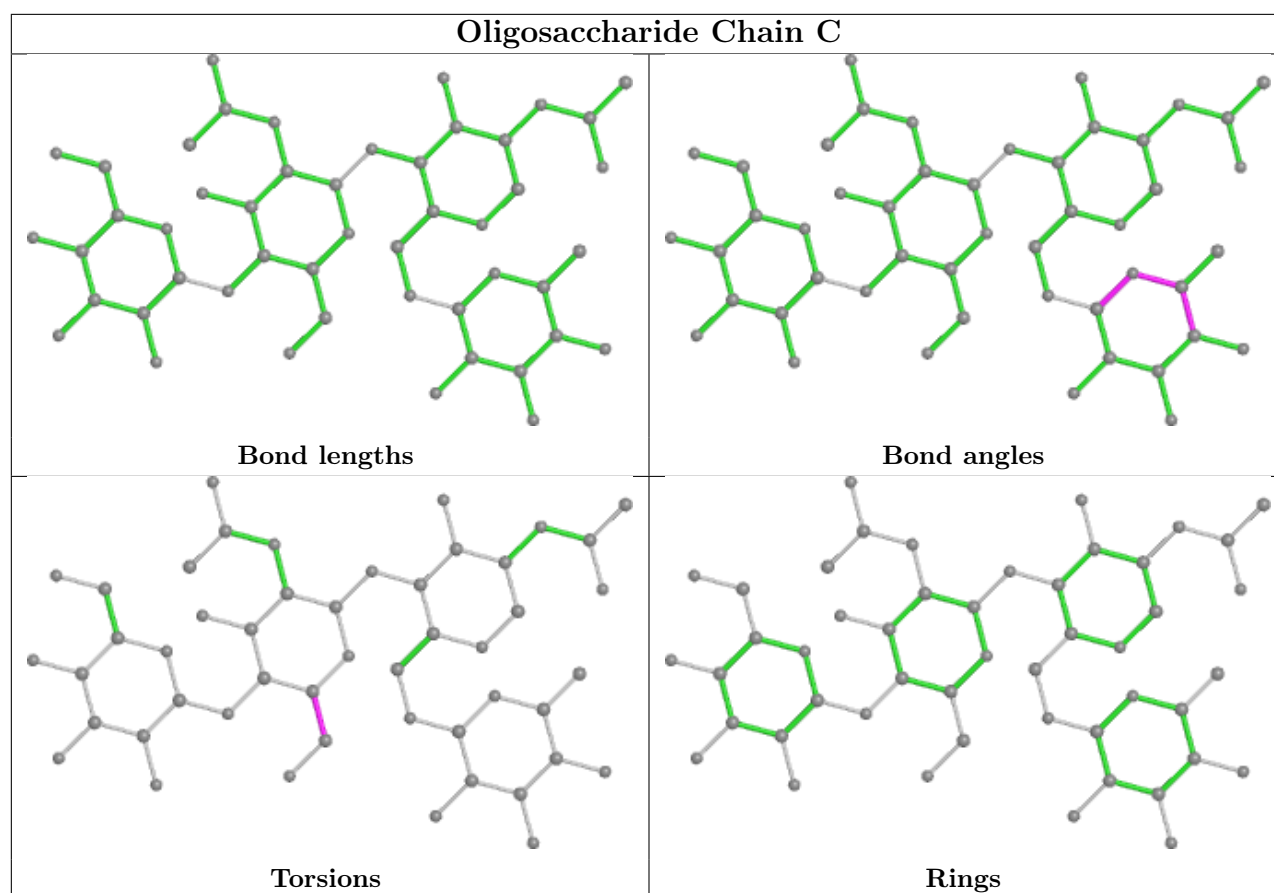 Oligosaccharide Chain C
Bond lengths
Bond angles
Torsions
Rings